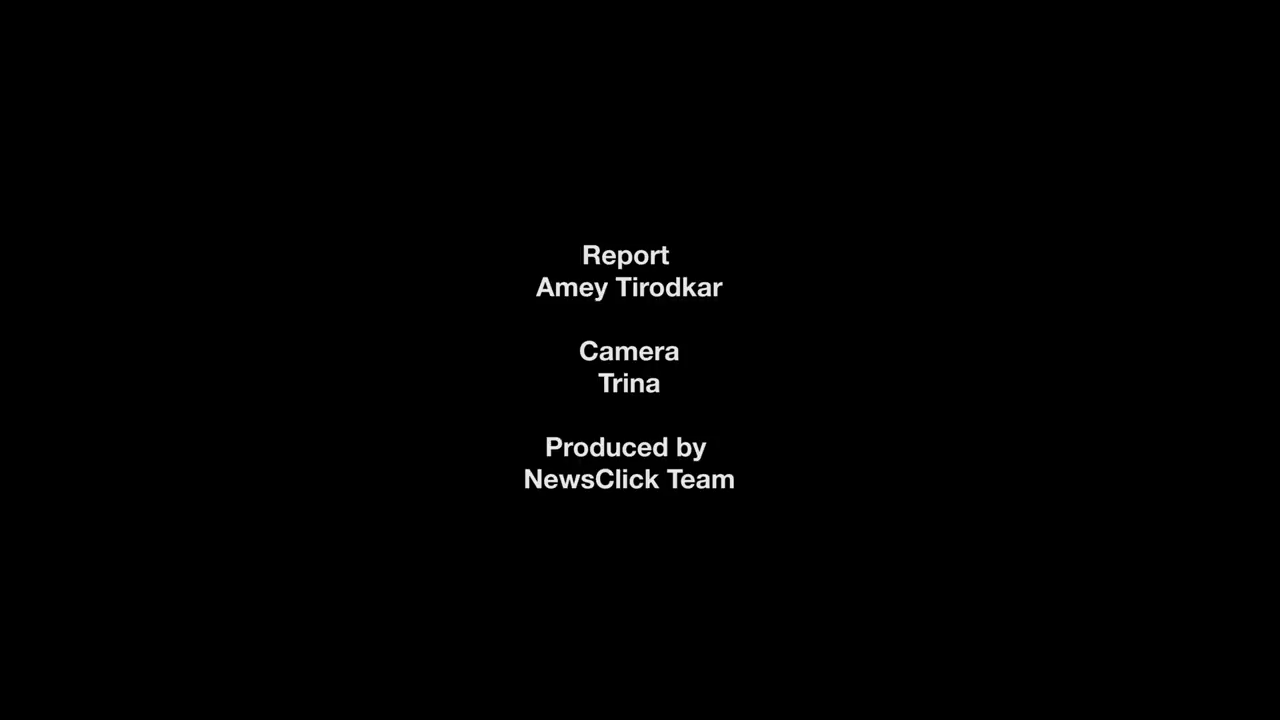 Report
Amey Tirodkar
Camera
Trina
Produced by
NewsClick Team